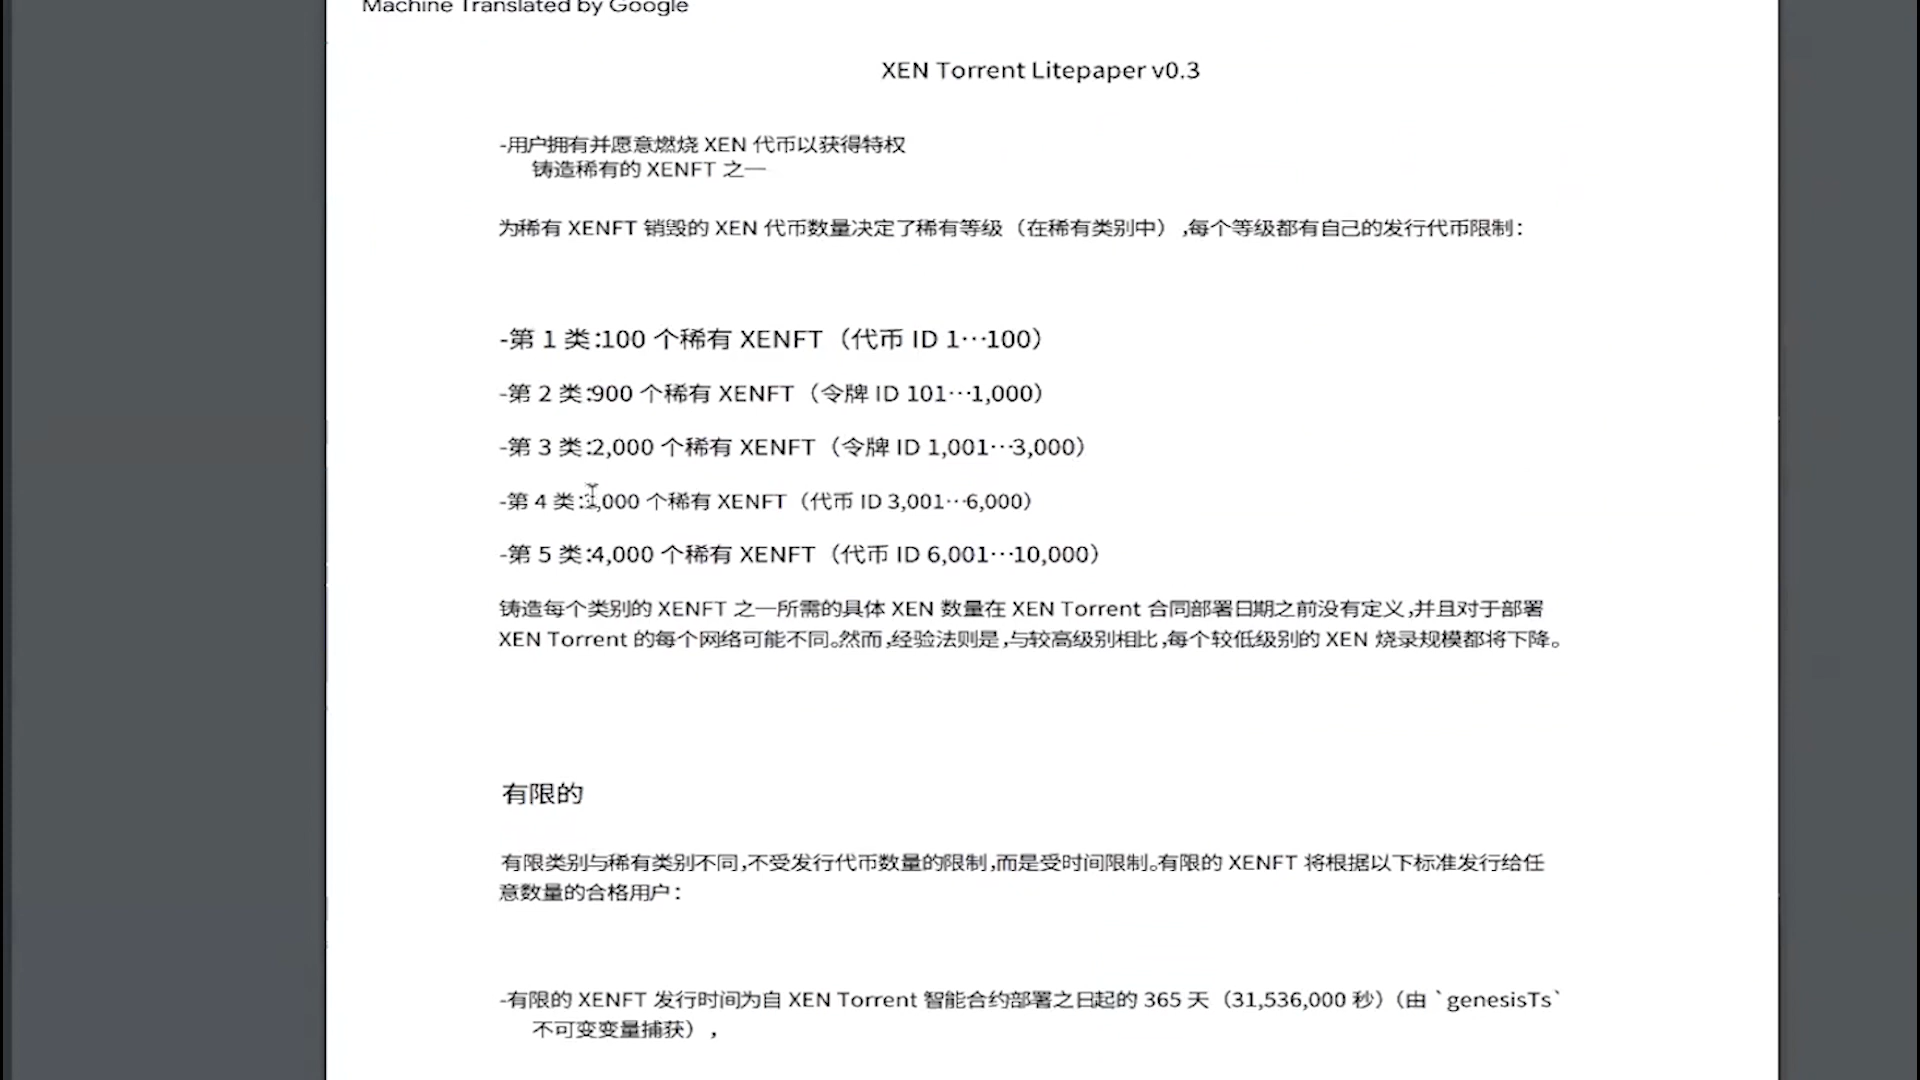 Machine Translated by Google
XEN Torrent Litepaper v0.3
-用户拥有并愿意燃烧 XEN 代币以获得特权
铸造稀有的 XENFT 之一
为稀有 XENFT 销毁的 XEN 代币数量决定了稀有等级（在稀有类别中）,每个等级都有自己的发行代币限制：
-第 1 类:100 个稀有 XENFT（代币 ID 1…100）
-第 2 类:900 个稀有 XENFT（令牌 ID 101…1,000）
-第 3 类:2,000 个稀有 XENFT（令牌 ID 1,001…3,000）
-第 4 类: ,000 个稀有 XENFT（代币 ID 3,001…6,000）
-第 5 类:4,000 个稀有 XENFT（代币 ID 6,001…10,000）
铸造每个类别的 XENFT 之一所需的具体 XEN 数量在 XEN Torrent 合同部署日期之前没有定义,并且对于部署
XEN Torrent 的每个网络可能不同。然而,经验法则是,与较高级别相比,每个较低级别的 XEN 烧录规模都将下降。
有限的
有限类别与稀有类别不同,不受发行代币数量的限制,而是受时间限制。有限的 XENFT 将根据以下标准发行给任
意数量的合格用户：
-有限的 XENFT 发行时间为自 XEN Torrent 智能合约部署之日起的 365 天（31,536,000 秒）（由 `genesisTs`
不可变变量捕获），